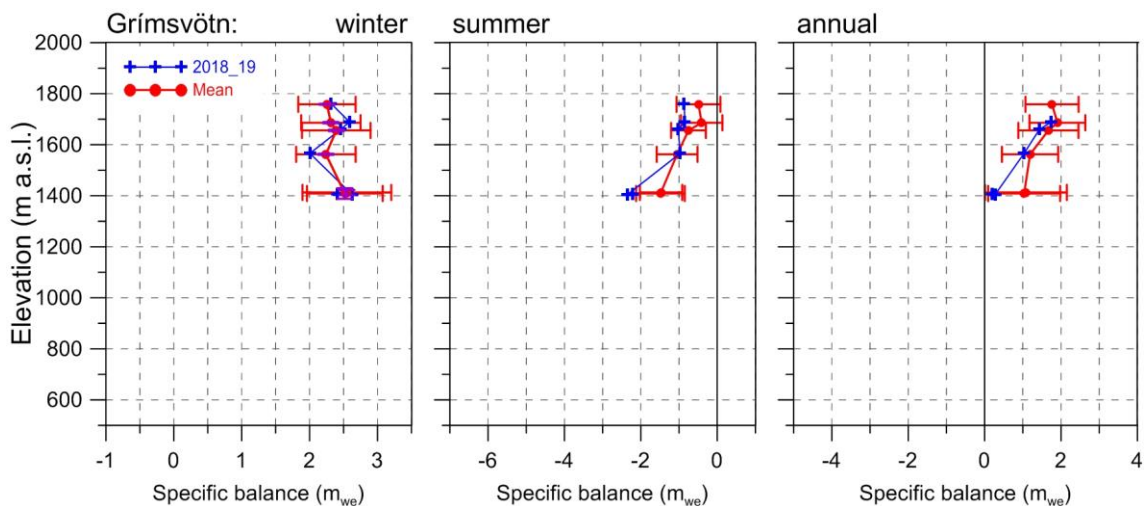 Grímsvötn: winter summer annual
2000
1800
1600
1400
1200
1000
800
600
Elevation (m a.s.l.)
2018_19
Mean
-1 0 1 2 3 -6 -4 -2 0 -4 -2 0 2 4
Specific balance (mwe) Specific balance (mwe) Specific balance (mwe)